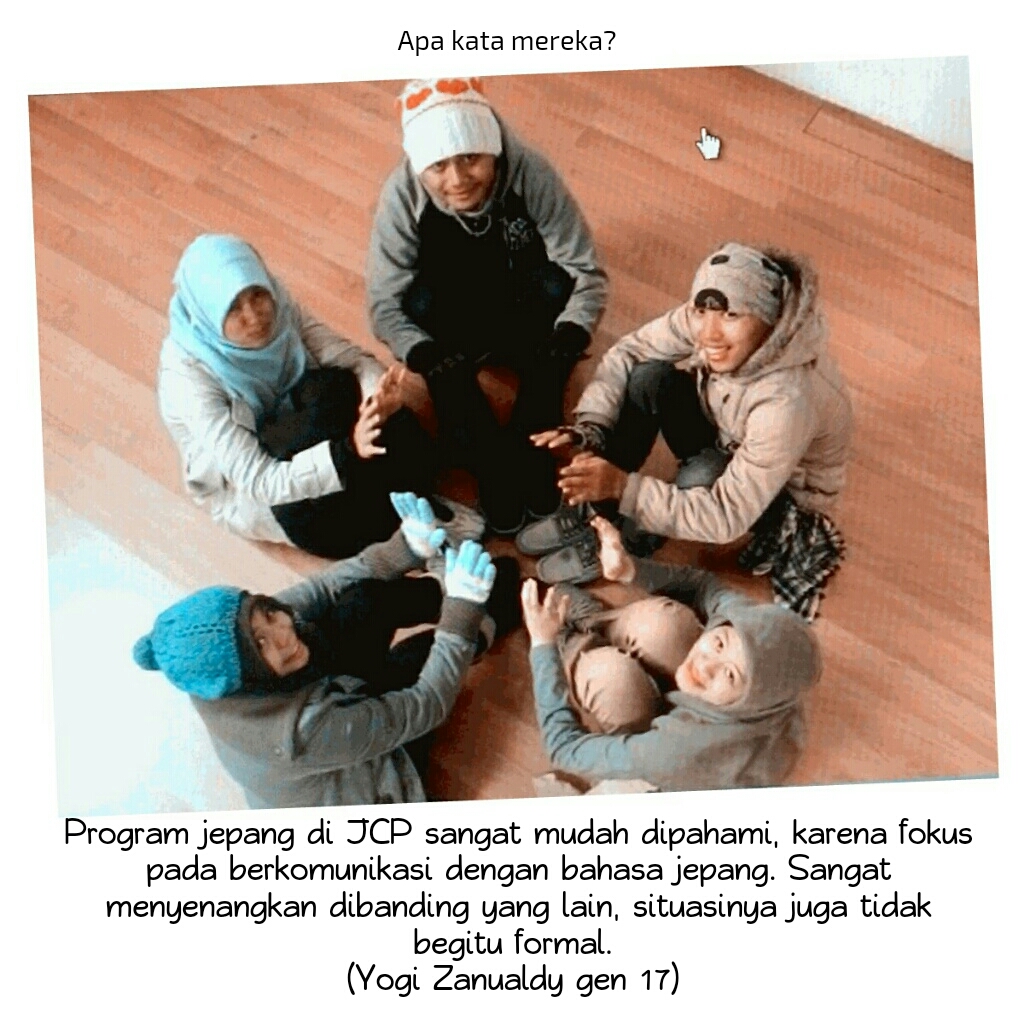 Apa kata mereka?
Program jepang di JCP sangat mudah dipahami, karena fokus
pada berkomunikasi dengan bahasa jepang. Sangat
menyenangkan dibanding yang lain, situasinya juga tidak
begitu formal.
(Yogi Zanualdy gen 17)